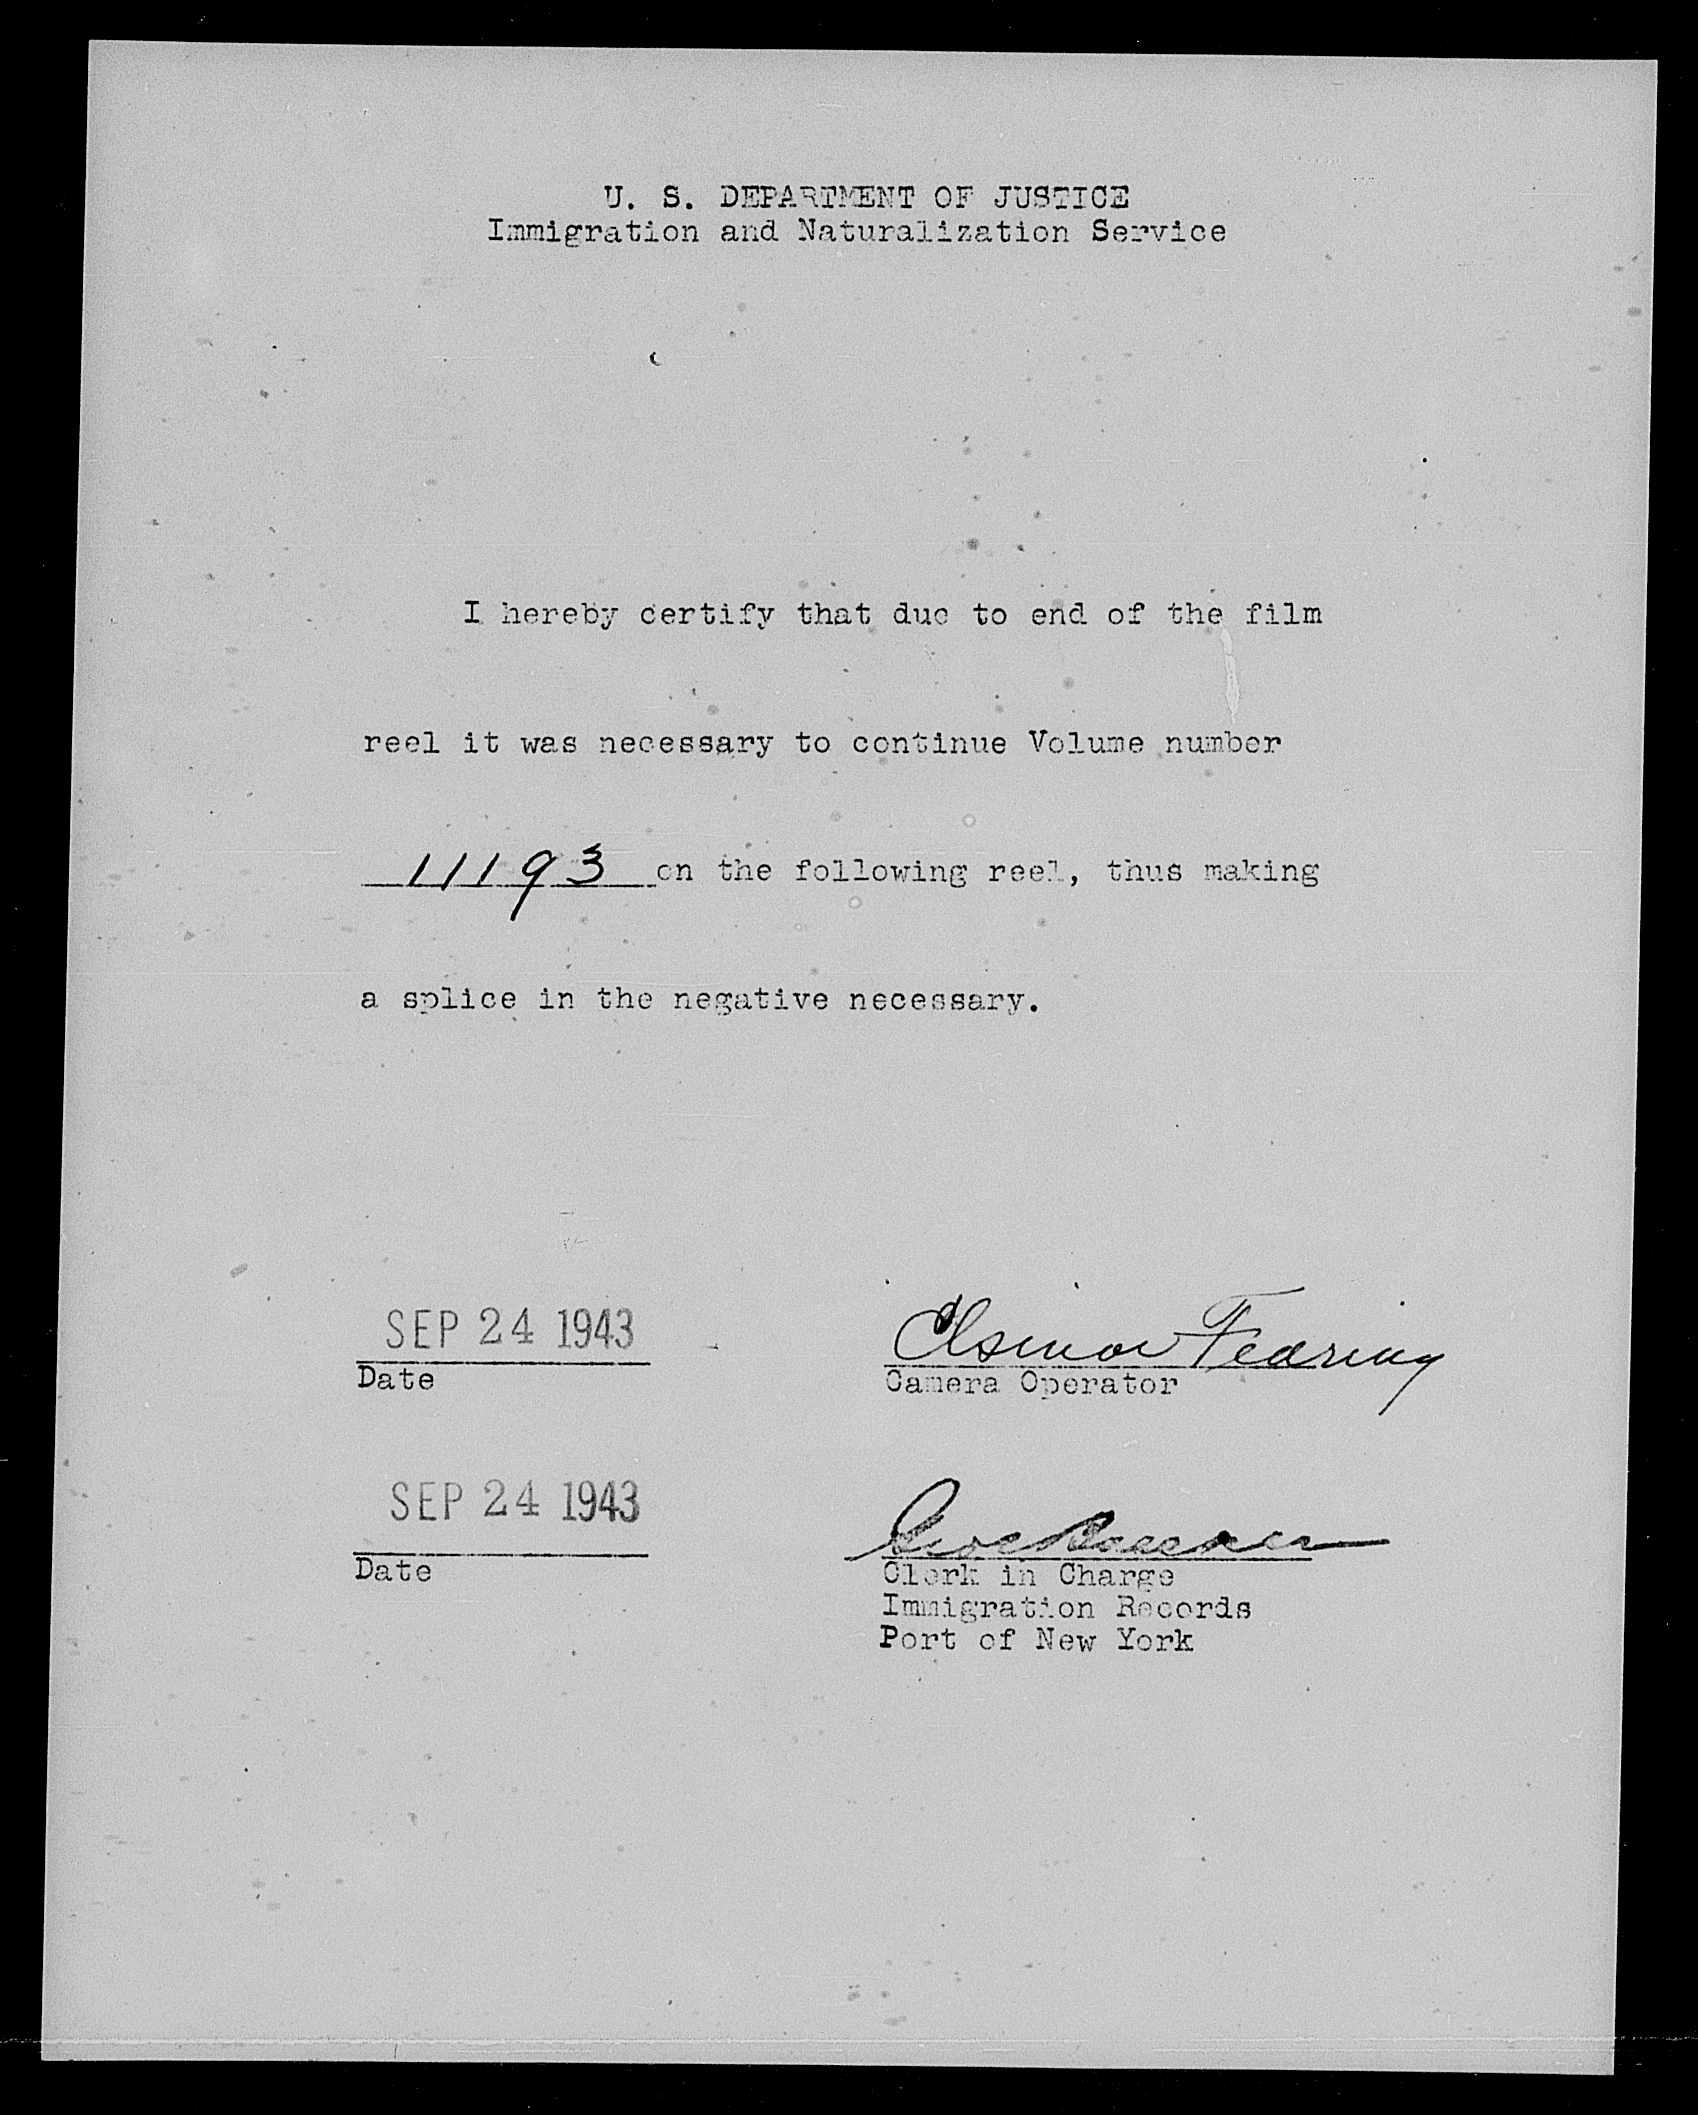 U. S. DEPARTMENT OF JUSTICE
Immigration and Naturalization Service
I hereby certify that due to end of the film
reel it was necessary to continue Volume number
11193 on the following reel, thus making
a splice in the negative necessary.
SEP 24 1943
Elsinor Fearing
Date
Camera Operator
SEP 24 1943
Date
Clerk in Charge
Immigration Records
Port of New York